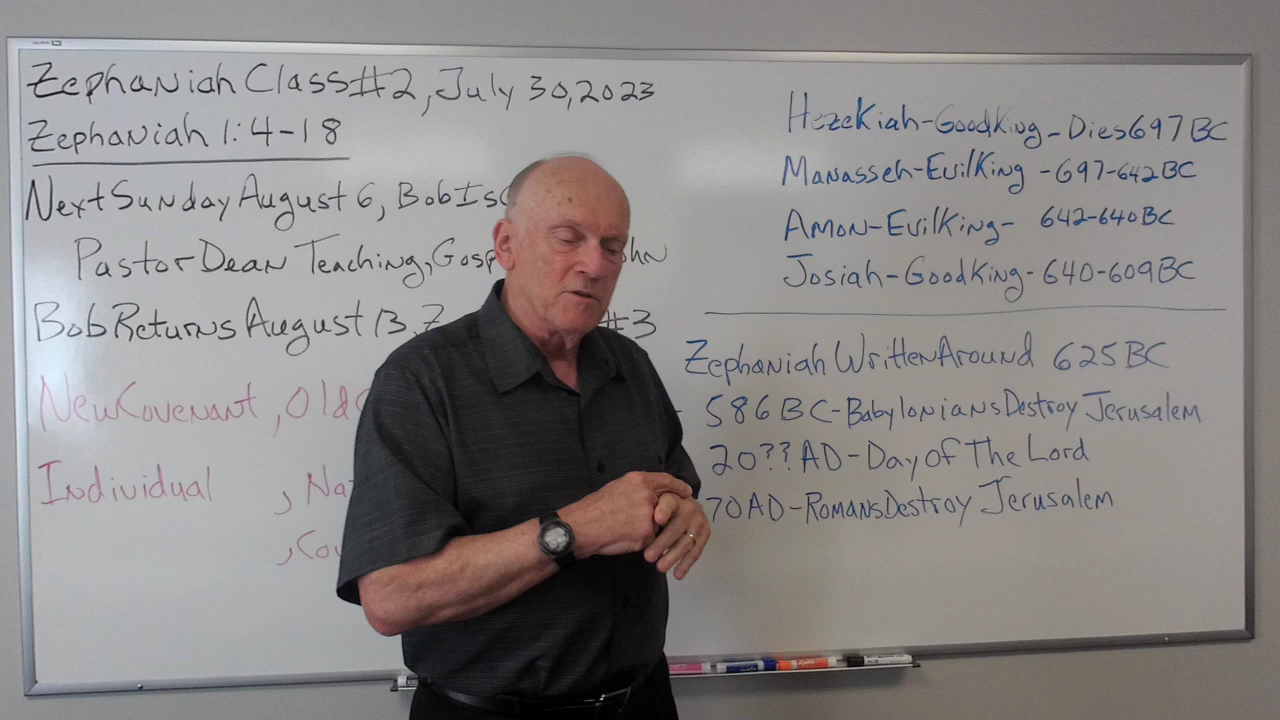 Zephaniah Class #2, July 30, 2023
Zephaniah 1:4-18
Next Sunday August 6, Bob Is
Pastor Dean Teaching, Gosp hn
Bob Returns August 13, Z #3
New Covenant, Old
Individual , Na
, Cou
Hezekiah-Good King-Dies 697 BC
Manasseh-Evil King-697-642 BC
Amon-Evil King-642-640 BC
Josiah-Good King-640-609 BC
Zephaniah Written Around 625 BC
586 BC-Babylonians Destroy Jerusalem
20?? AD-Day Of The Lord
70 AD-Romans Destroy Jerusalem